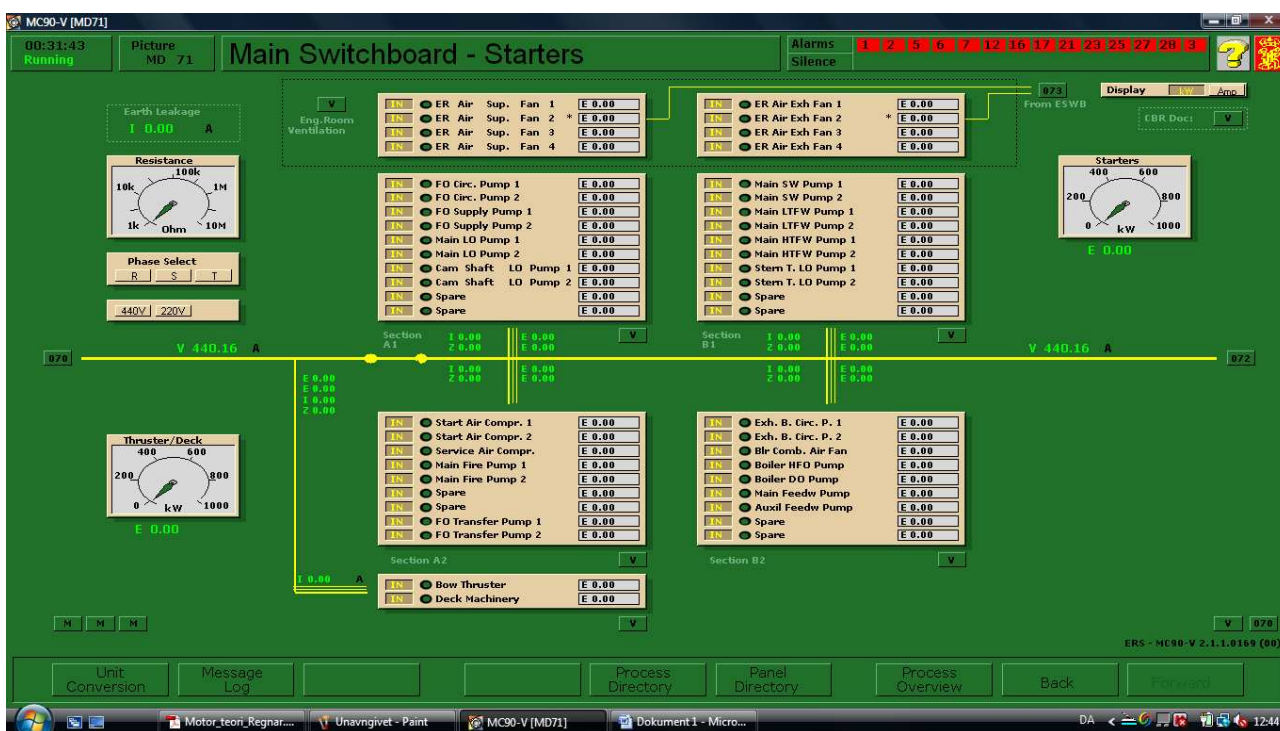 MC90-V [MD71]
00:31:43 Running
Picture MD 71
Main Switchboard - Starters
Alarms 1 2 5 6 7 12 16 17 21 23 25 27 28 3
Silence
?
Earth Leakage
I 0.00 A
V
Eng.Room
Ventilation
IN ER Air Sup. Fan 1 E 0.00
IN ER Air Sup. Fan 2 * E 0.00
IN ER Air Sup. Fan 3 E 0.00
IN ER Air Sup. Fan 4 E 0.00
IN ER Air Exh Fan 1 E 0.00
IN ER Air Exh Fan 2 * E 0.00
IN ER Air Exh Fan 3 E 0.00
IN ER Air Exh Fan 4 E 0.00
073
From ESWB
Display kW Amp
CBR Doc: V
Resistance
100k
10k 1M
1k Ohm 10M
Phase Select
R S T
440V 220V
IN FO Circ. Pump 1 E 0.00
IN FO Circ. Pump 2 E 0.00
IN FO Supply Pump 1 E 0.00
IN FO Supply Pump 2 E 0.00
IN Main LO Pump 1 E 0.00
IN Main LO Pump 2 E 0.00
IN Cam Shaft LO Pump 1 E 0.00
IN Cam Shaft LO Pump 2 E 0.00
IN Spare E 0.00
IN Spare E 0.00
IN Main SW Pump 1 E 0.00
IN Main SW Pump 2 E 0.00
IN Main LTFW Pump 1 E 0.00
IN Main LTFW Pump 2 E 0.00
IN Main HTFW Pump 1 E 0.00
IN Main HTFW Pump 2 E 0.00
IN Stern T. LO Pump 1 E 0.00
IN Stern T. LO Pump 2 E 0.00
IN Spare E 0.00
IN Spare E 0.00
Starters
400 600
200 800
0 kW 1000
E 0.00
Section A1
I 0.00 E 0.00
Z 0.00 E 0.00
V
Section B1
I 0.00 E 0.00
Z 0.00 E 0.00
V
070
V 440.16 A
V 440.16 A
072
I 0.00 E 0.00
Z 0.00 E 0.00
I 0.00 E 0.00
Z 0.00 E 0.00
E 0.00
E 0.00
I 0.00
Z 0.00
Thruster/Deck
400 600
200 800
0 kW 1000
E 0.00
IN Start Air Compr. 1 E 0.00
IN Start Air Compr. 2 E 0.00
IN Service Air Compr. E 0.00
IN Main Fire Pump 1 E 0.00
IN Main Fire Pump 2 E 0.00
IN Spare E 0.00
IN Spare E 0.00
IN FO Transfer Pump 1 E 0.00
IN FO Transfer Pump 2 E 0.00
IN Exh. B. Circ. P. 1 E 0.00
IN Exh. B. Circ. P. 2 E 0.00
IN Blr Comb. Air Fan E 0.00
IN Boiler HFO Pump E 0.00
IN Boiler DO Pump E 0.00
IN Main Feedw Pump E 0.00
IN Auxil Feedw Pump E 0.00
IN Spare E 0.00
IN Spare E 0.00
Section A2 V
Section B2 V
I 0.00 A
IN Bow Thruster E 0.00
IN Deck Machinery E 0.00
M M M
V
V 070
ERS - MC90-V 2.1.1.0169 (00)
Unit Conversion
Message Log
Process Directory
Panel Directory
Process Overview
Back
Forward
Motor_teori_Regnar.... Unavngivet - Paint MC90-V [MD71] Dokument1 - Micro... DA 12:44